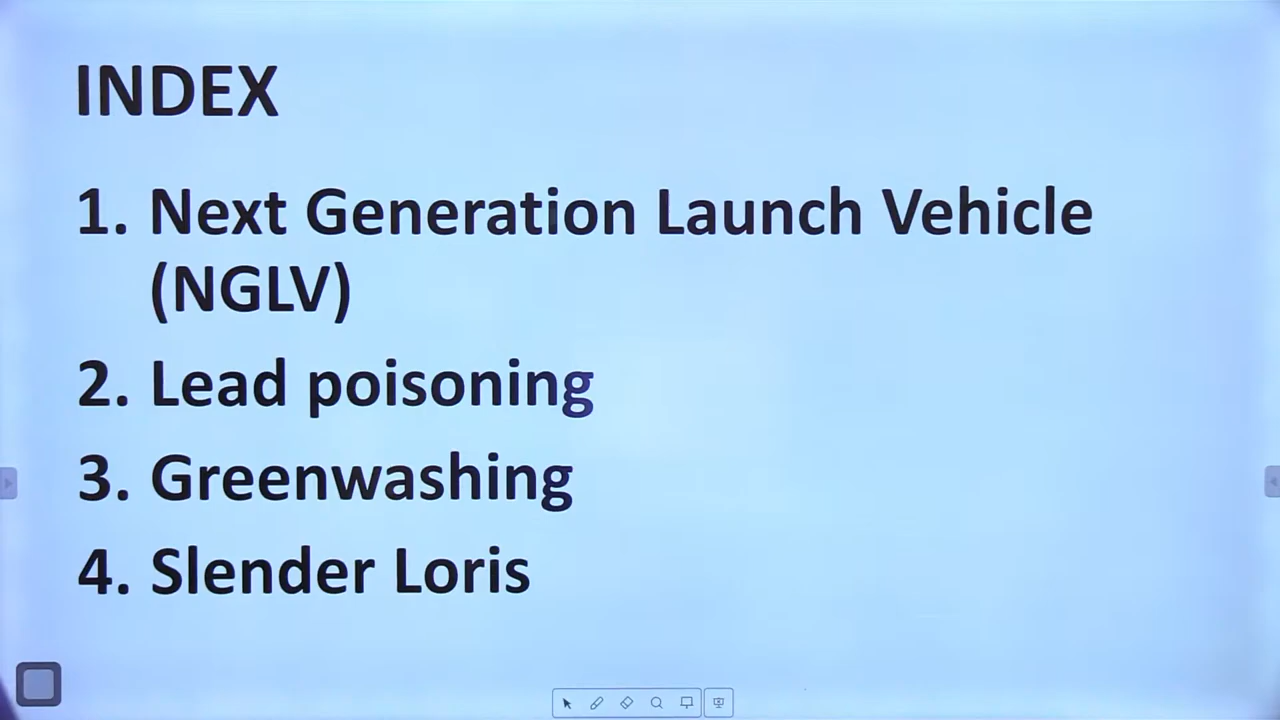 INDEX
1. Next Generation Launch Vehicle
(NGLV)
2. Lead poisoning
3. Greenwashing
4. Slender Loris